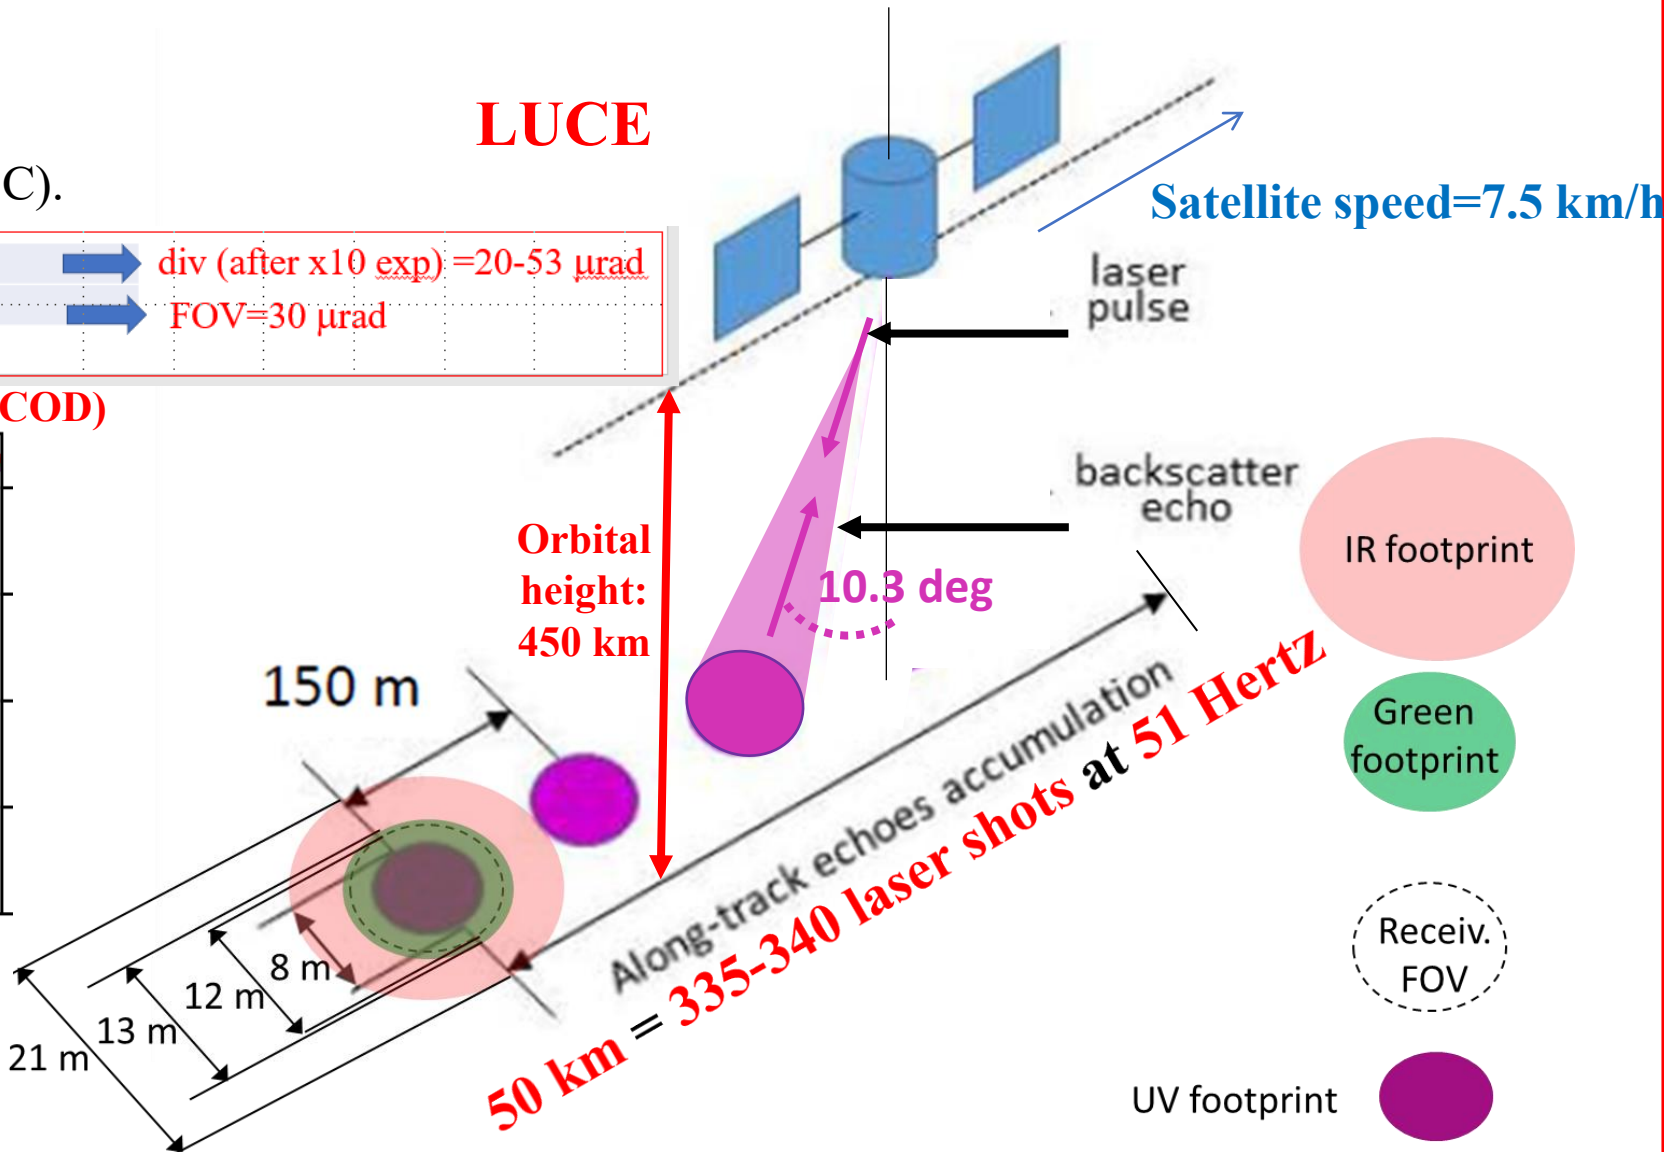 LUCE
C).
Satellite speed=7.5 km/h
div (after x10 exp) =20-53 µrad
FOV=30 µrad
COD)
laser
pulse
backscatter
echo
Orbital
height:
450 km
10.3 deg
IR footprint
150 m
Green
footprint
Along-track echoes accumulation
50 km = 335-340 laser shots at 51 Hertz
8 m
12 m
13 m
21 m
Receiv.
FOV
UV footprint